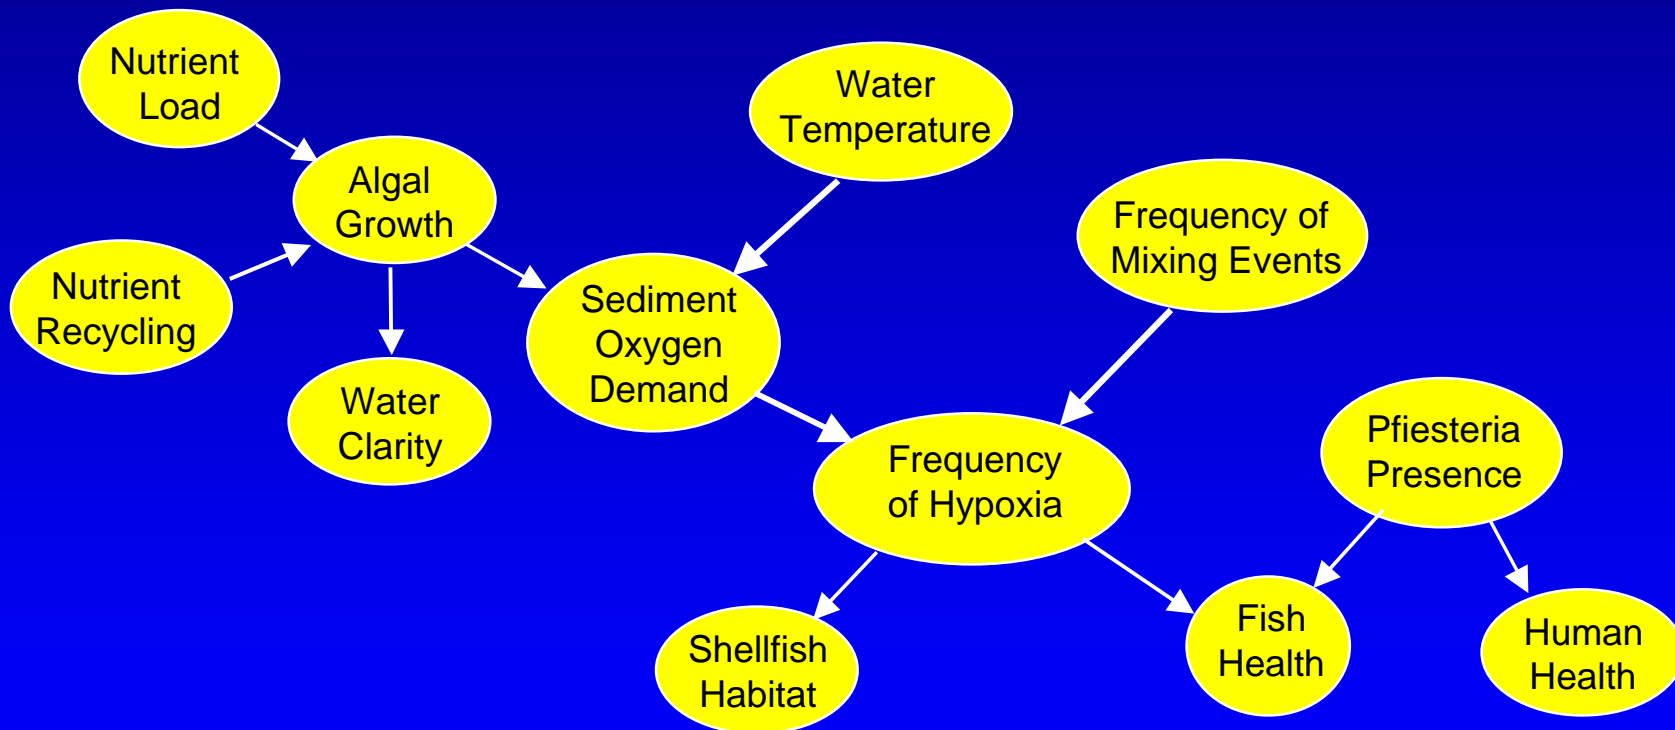 Nutrient
Load
Water
Temperature
Algal
Growth
Frequency of
Mixing Events
Nutrient
Recycling
Sediment
Oxygen
Demand
Water
Clarity
Frequency
of Hypoxia
Pfiesteria
Presence
Shellfish
Habitat
Fish
Health
Human
Health